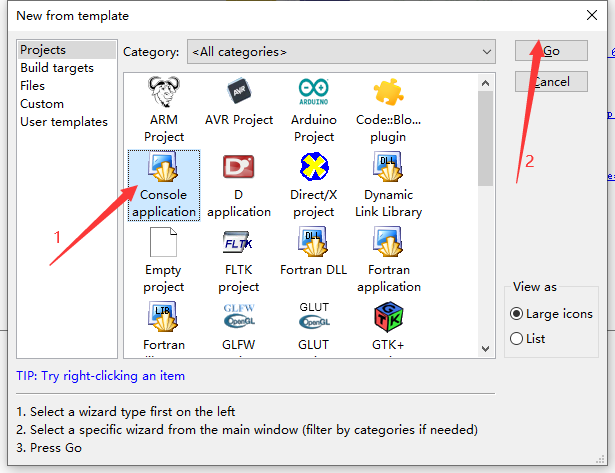 New from template
Projects
Build targets
Files
Custom
User templates
Category:
<All categories>
Go
Cancel
ARM
Project
AVR
AVR Project
ARDUINO
Arduino
Project
Code::Blo...
plugin
Console
application
D
D
application
Direct/X
project
DLL
Dynamic
Link Library
Empty
project
FLTK
FLTK
project
DLL
Fortran DLL
Fortran
application
LIB
Fortran
GLFW
OpenGL
GLFW
GLUT
OpenGL
GLUT
GTK
GTK+
1
2
View as
Large icons
List
TIP: Try right-clicking an item
1. Select a wizard type first on the left
2. Select a specific wizard from the main window (filter by categories if needed)
3. Press Go